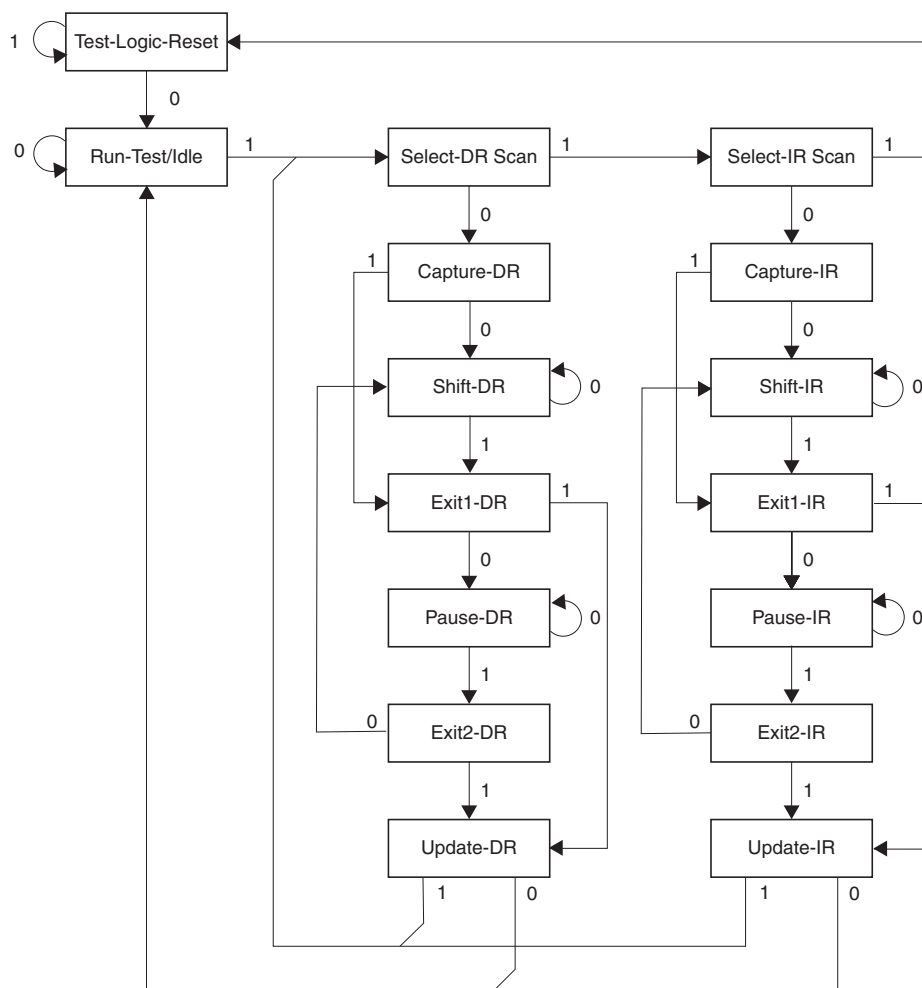 Test-Logic-Reset
1
0
Run-Test/Idle
0
1
Select-DR Scan
1
Select-IR Scan
1
0
0
1
Capture-DR
1
Capture-IR
0
0
Shift-DR
0
Shift-IR
0
1
1
Exit1-DR
1
Exit1-IR
1
0
0
Pause-DR
0
Pause-IR
0
1
1
0
Exit2-DR
0
Exit2-IR
1
1
Update-DR
Update-IR
1
0
1
0